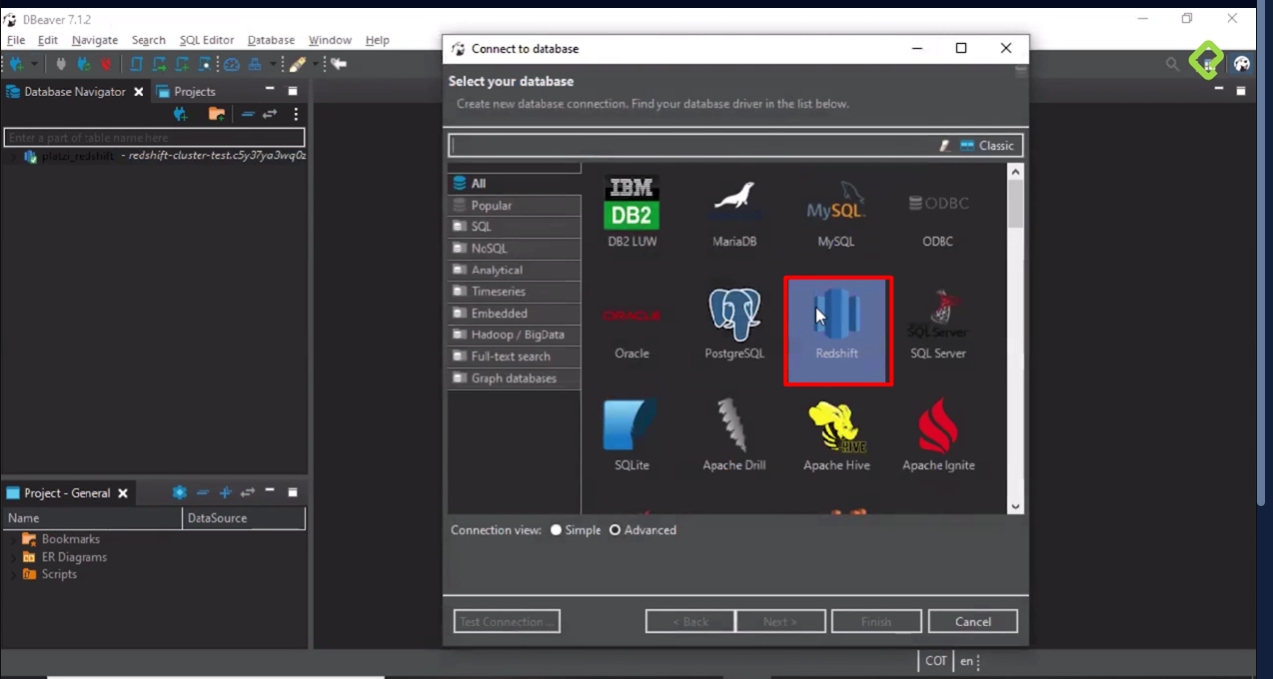 DBeaver 7.1.2
File Edit Navigate Search SQL Editor Database Window Help
Database Navigator Projects
Enter a part of table name here
platzi_redshift - redshift-cluster-test.c5y37ya3wq0z
Project - General
Name DataSource
Bookmarks
ER Diagrams
Scripts
Connect to database
Select your database
Create new database connection. Find your database driver in the list below.
Classic
All
Popular
SQL
NoSQL
Analytical
Timeseries
Embedded
Hadoop / BigData
Full-text search
Graph databases
IBM
DB2
MySQL.
ODBC
DB2 LUW MariaDB MySQL ODBC
ORACLE
SQL Server
Oracle PostgreSQL Redshift SQL Server
HIVE
SQLite Apache Drill Apache Hive Apache Ignite
Connection view: Simple Advanced
Test Connection ... < Back Next > Finish Cancel
COT en